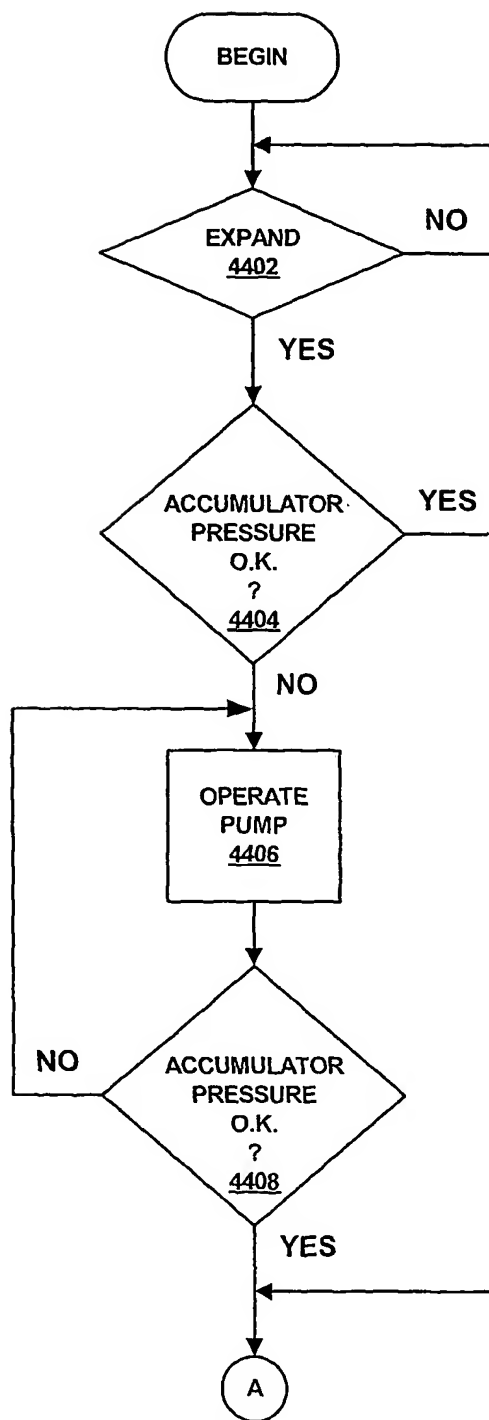 BEGIN
EXPAND
4402
NO
YES
ACCUMULATOR
PRESSURE
O.K.
?
4404
YES
NO
OPERATE
PUMP
4406
NO
ACCUMULATOR
PRESSURE
O.K.
?
4408
YES
A